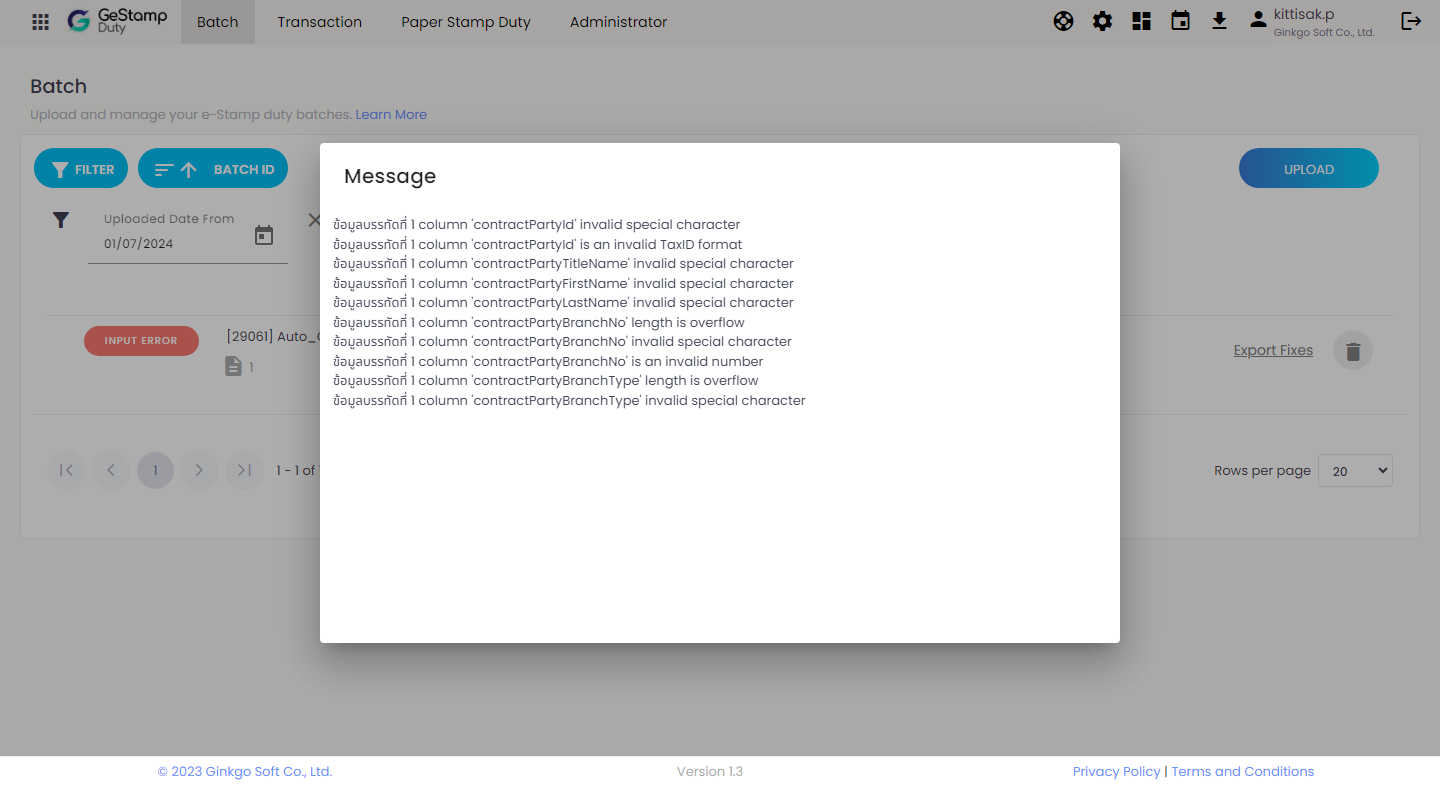 GeStamp
Duty
Batch
Transaction
Paper Stamp Duty
Administrator
kittisak.p
Ginkgo Soft Co., Ltd.
Batch
Upload and manage your e-Stamp duty batches. Learn More
FILTER
BATCH ID
UPLOAD
Uploaded Date From
01/07/2024
Message
ข้อมูลบรรทัดที่ 1 column 'contractPartyId' invalid special character
ข้อมูลบรรทัดที่ 1 column 'contractPartyId' is an invalid TaxID format
ข้อมูลบรรทัดที่ 1 column 'contractPartyTitleName' invalid special character
ข้อมูลบรรทัดที่ 1 column 'contractPartyFirstName' invalid special character
ข้อมูลบรรทัดที่ 1 column 'contractPartyLastName' invalid special character
ข้อมูลบรรทัดที่ 1 column 'contractPartyBranchNo' length is overflow
ข้อมูลบรรทัดที่ 1 column 'contractPartyBranchNo' invalid special character
ข้อมูลบรรทัดที่ 1 column 'contractPartyBranchNo' is an invalid number
ข้อมูลบรรทัดที่ 1 column 'contractPartyBranchType' length is overflow
ข้อมูลบรรทัดที่ 1 column 'contractPartyBranchType' invalid special character
INPUT ERROR
[29061] Auto_
1
Export Fixes
1
1 - 1 of
Rows per page
20
© 2023 Ginkgo Soft Co., Ltd.
Version 1.3
Privacy Policy | Terms and Conditions